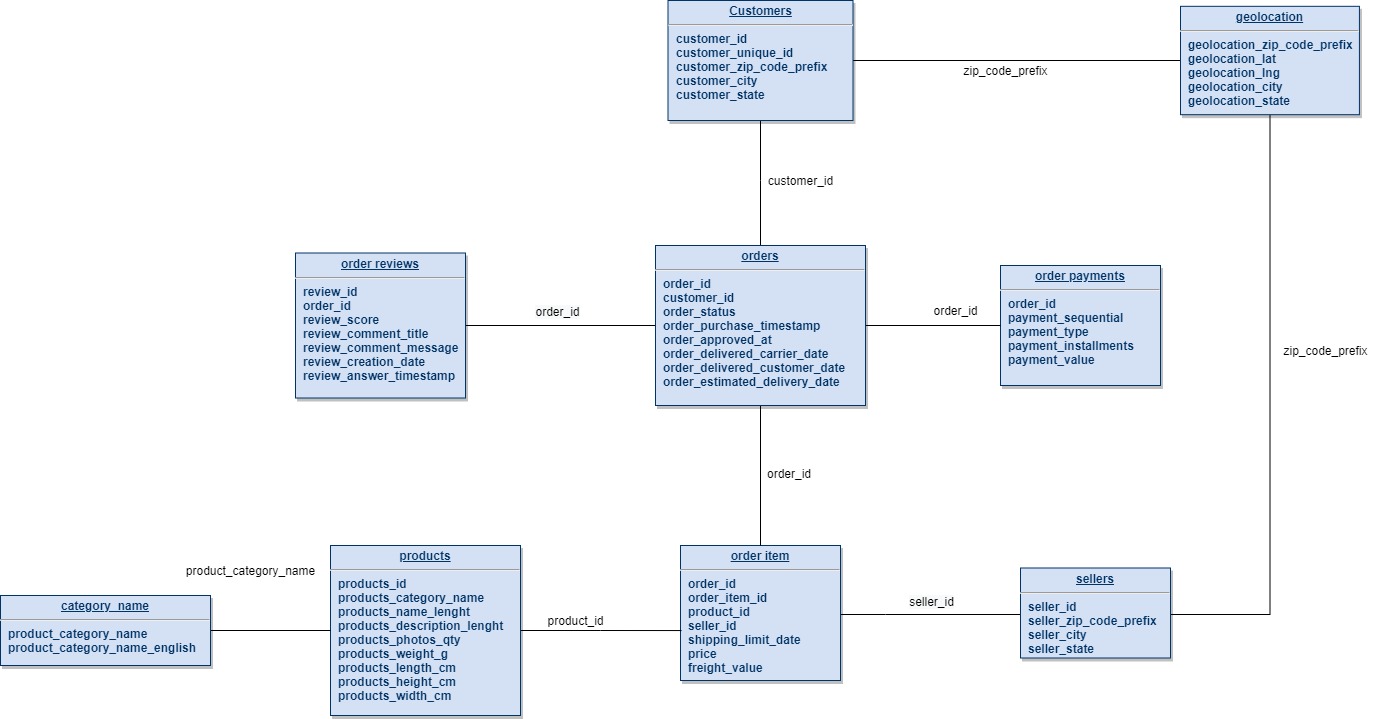 Customers
customer_id
customer_unique_id
customer_zip_code_prefix
customer_city
customer_state
zip_code_prefix
geolocation
geolocation_zip_code_prefix
geolocation_lat
geolocation_lng
geolocation_city
geolocation_state
customer_id
order reviews
review_id
order_id
review_score
review_comment_title
review_comment_message
review_creation_date
review_answer_timestamp
order_id
orders
order_id
customer_id
order_status
order_purchase_timestamp
order_approved_at
order_delivered_carrier_date
order_delivered_customer_date
order_estimated_delivery_date
order_id
order payments
order_id
payment_sequential
payment_type
payment_installments
payment_value
zip_code_prefix
order_id
product_category_name
category_name
product_category_name
product_category_name_english
products
products_id
products_category_name
products_name_lenght
products_description_lenght
products_photos_qty
products_weight_g
products_length_cm
products_height_cm
products_width_cm
product_id
order item
order_id
order_item_id
product_id
seller_id
shipping_limit_date
price
freight_value
seller_id
sellers
seller_id
seller_zip_code_prefix
seller_city
seller_state